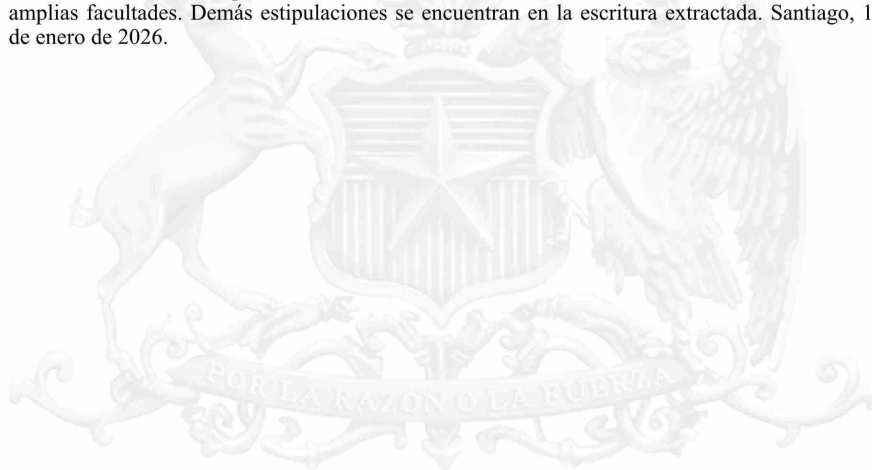 amplias facultades. Demás estipulaciones se encuentran en la escritura extractada. Santiago, 1
de enero de 2026.
POR LA RAZON O LA FUERZA